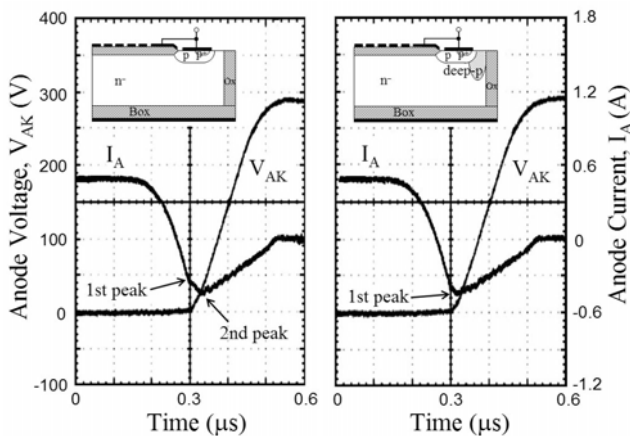 Anode Voltage, V_AK (V)
400
300
200
100
0
-100
n⁻
p
p⁺
Ox
Box
I_A
V_AK
1st peak
2nd peak
0
0.3
0.6
Time (μs)
n⁻
p
deep-p
Ox
Box
I_A
V_AK
1st peak
0
0.3
0.6
Time (μs)
1.8
1.2
0.6
0
-0.6
-1.2
Anode Current, I_A (A)